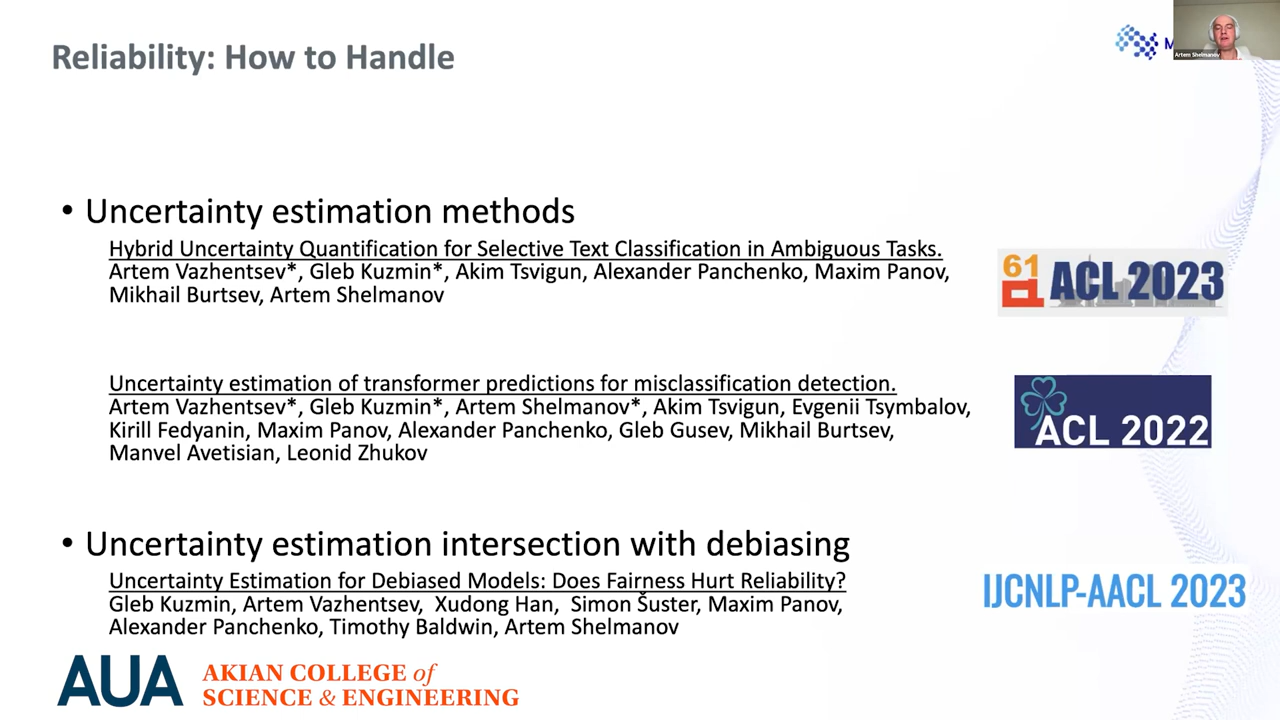 Reliability: How to Handle
M
Artem Shelmanov
• Uncertainty estimation methods
Hybrid Uncertainty Quantification for Selective Text Classification in Ambiguous Tasks.
Artem Vazhentsev*, Gleb Kuzmin*, Akim Tsvigun, Alexander Panchenko, Maxim Panov,
Mikhail Burtsev, Artem Shelmanov
61
ACL 2023
Uncertainty estimation of transformer predictions for misclassification detection.
Artem Vazhentsev*, Gleb Kuzmin*, Artem Shelmanov*, Akim Tsvigun, Evgenii Tsymbalov,
Kirill Fedyanin, Maxim Panov, Alexander Panchenko, Gleb Gusev, Mikhail Burtsev,
Manvel Avetisian, Leonid Zhukov
ACL 2022
• Uncertainty estimation intersection with debiasing
Uncertainty Estimation for Debiased Models: Does Fairness Hurt Reliability?
Gleb Kuzmin, Artem Vazhentsev, Xudong Han, Simon Šuster, Maxim Panov,
Alexander Panchenko, Timothy Baldwin, Artem Shelmanov
IJCNLP-AACL 2023
AUA
AKIAN COLLEGE of
SCIENCE & ENGINEERING